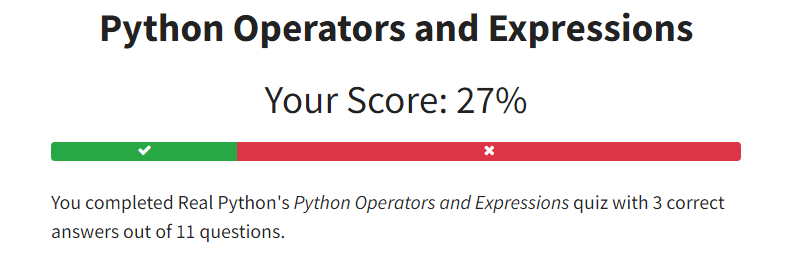 Python Operators and Expressions
Your Score: 27%
You completed Real Python's Python Operators and Expressions quiz with 3 correct
answers out of 11 questions.